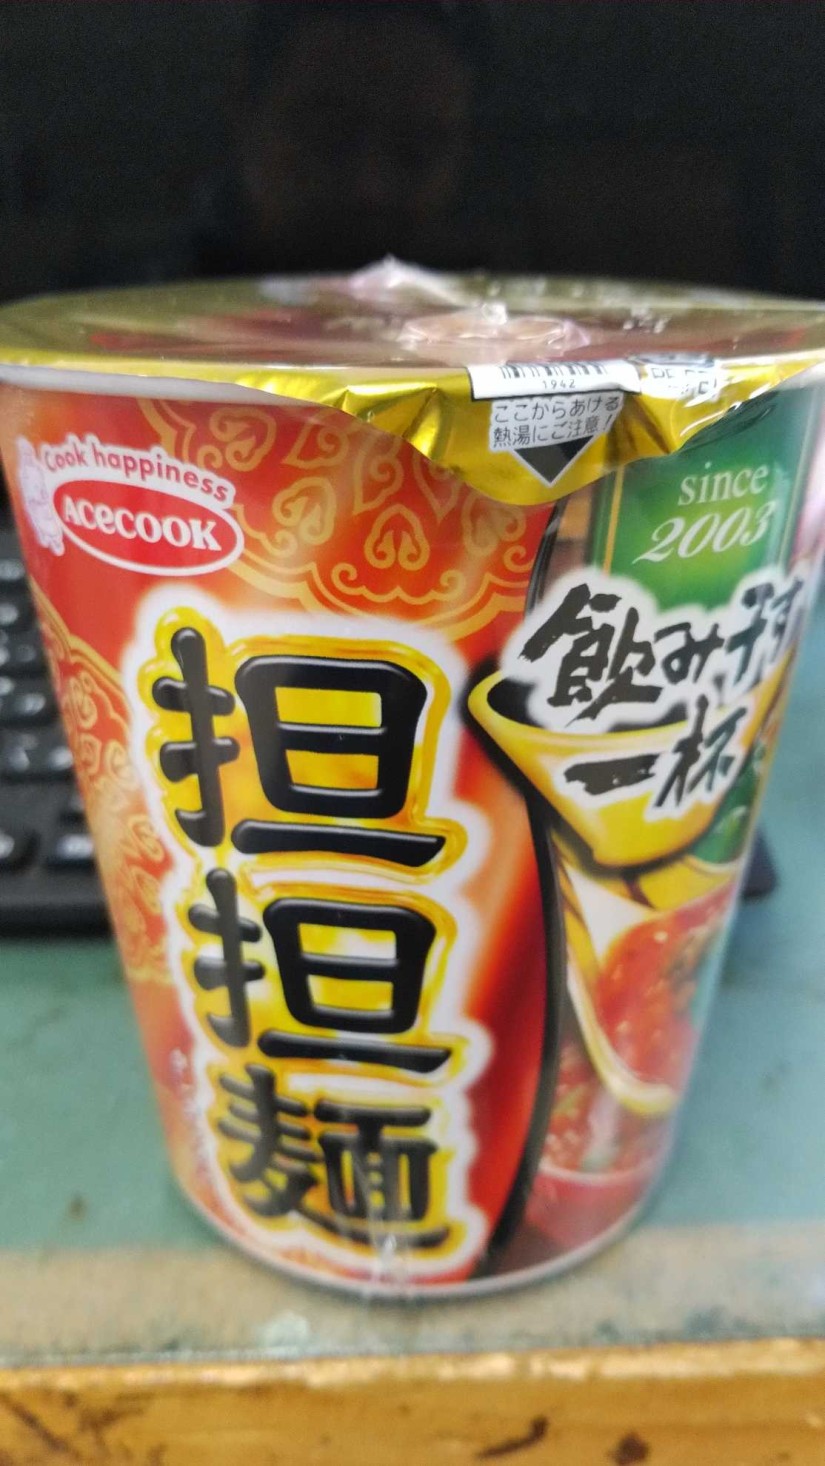 1942
ここからあける
熱湯にご注意!
Cook happiness
ACECOOK
since
2003
飲み干す
一杯
担担麺